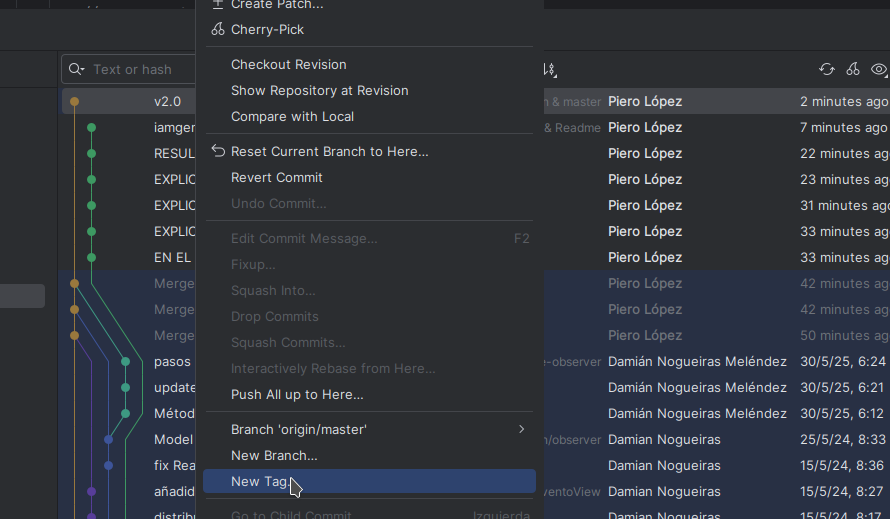 Create Patch...
Cherry-Pick
Text or hash
Checkout Revision
Show Repository at Revision
Compare with Local
v2.0 & master Piero López 2 minutes ago
iamger & Readme Piero López 7 minutes ago
RESUL Piero López 22 minutes ag
EXPLIC Piero López 23 minutes ag
EXPLIC Piero López 31 minutes ago
EXPLIC Piero López 33 minutes ag
EN EL Piero López 33 minutes ag
Merge Piero López 42 minutes ag
Merge Piero López 42 minutes ag
Merge Piero López 50 minutes ag
pasos e-observer Damián Nogueiras Meléndez 30/5/25, 6:24
update Damián Nogueiras Meléndez 30/5/25, 6:21
Métod Damián Nogueiras Meléndez 30/5/25, 6:12
Model n/observer Damian Nogueiras 25/5/24, 8:33
fix Rea Damian Nogueiras 15/5/24, 8:36
añadid ventoView Damian Nogueiras 15/5/24, 8:27
distrib Damian Nogueiras 15/5/24, 8:17
Reset Current Branch to Here...
Revert Commit
Undo Commit...
Edit Commit Message... F2
Fixup...
Squash Into...
Drop Commits
Squash Commits...
Interactively Rebase from Here...
Push All up to Here...
Branch 'origin/master'
New Branch...
New Tag...
Go to Child Commit Izquierda